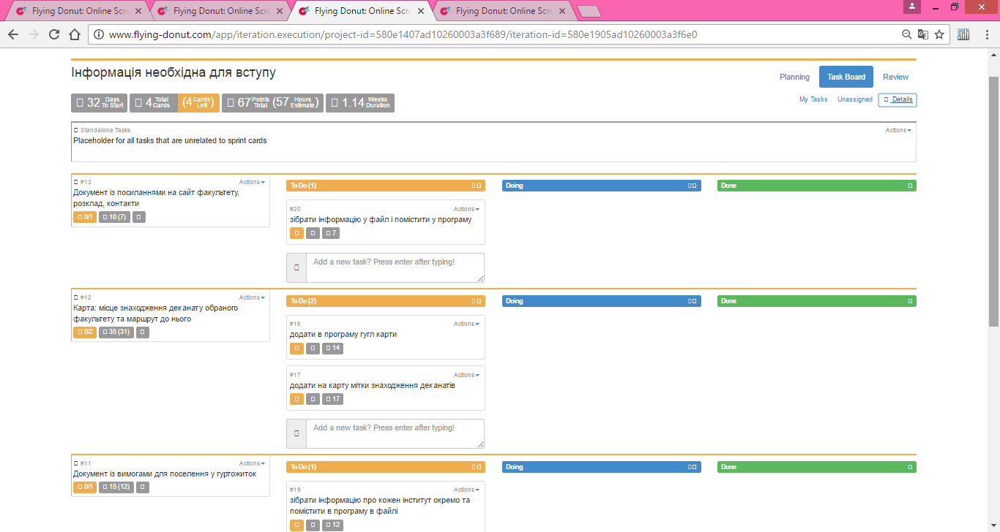 Flying Donut: Online Scru
Flying Donut: Online Scru
Flying Donut: Online Scru
Flying Donut: Online Scru
www.flying-donut.com/app/iteration.execution/project-id=580e1407ad10260003a3f689/iteration-id=580e1905ad10260003a3f6e0
Інформація необхідна для вступу
Planning Task Board Review
32 Days To Start 4 Total Cards (4 Cards Left) 67 Points Total (57 Hours Estimate) 1.14 Weeks Duration
My Tasks Unassigned Details
Standalone Tasks Actions
Placeholder for all tasks that are unrelated to sprint cards
#13 Actions
Документ із посиланнями на сайт факультету,
розклад, контакти
0/1 10 (7)
To Do (1) Doing Done
#20 Actions
зібрати інформацію у файл і помістити у програму
7
Add a new task? Press enter after typing!
#12 Actions
Карта: місце знаходження деканату обраного
факультету та маршрут до нього
0/2 35 (31)
To Do (2) Doing Done
#16 Actions
додати в програму гугл карти
14
#17 Actions
додати на карту мітки знаходження деканатів
17
Add a new task? Press enter after typing!
#11 Actions
Документ із вимогами для поселення у гуртожиток
0/1 15 (12)
To Do (1) Doing Done
#19 Actions
зібрати інформацію про кожен інститут окремо та
помістити в програму в файлі
12